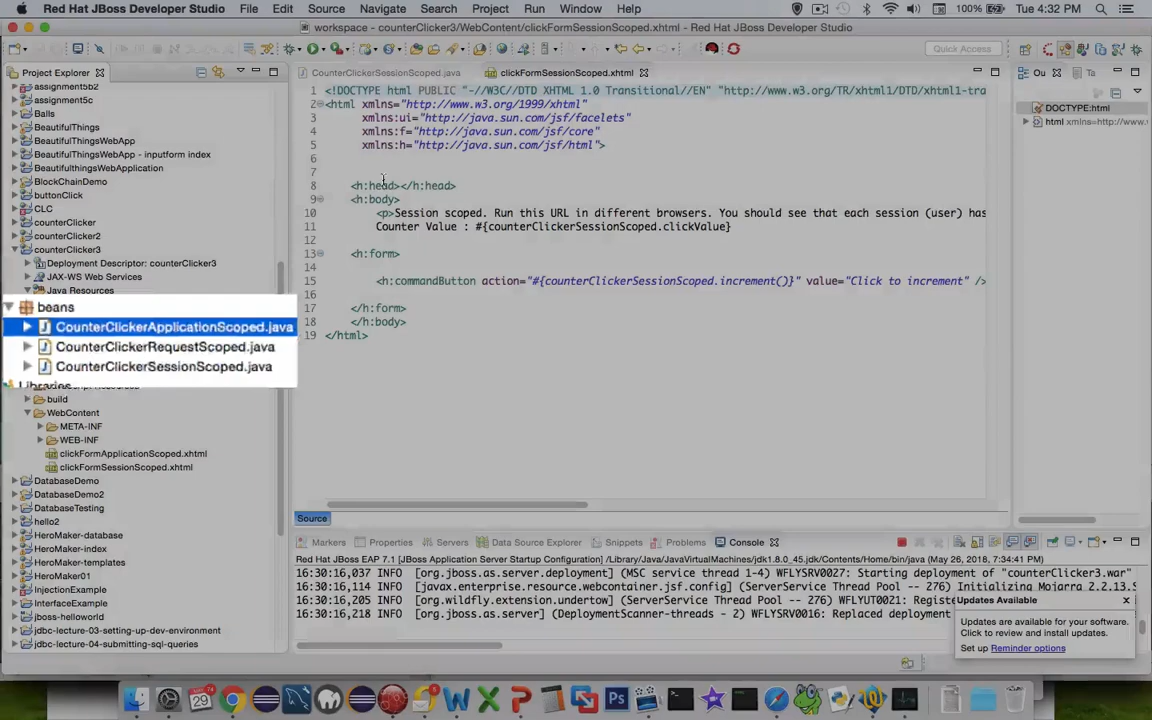 Red Hat JBoss Developer Studio File Edit Source Navigate Search Project Run Window Help 100% Tue 4:32 PM
workspace - counterClicker3/WebContent/clickFormSessionScoped.xhtml - Red Hat JBoss Developer Studio
Quick Access
Project Explorer
CounterClickerSessionScoped.java
clickFormSessionScoped.xhtml
Ou
Ta
assignment5b2
assignment5c
Balls
BeautifulThings
BeautifulThingsWebApp
BeautifulThingsWebApp - inputform index
BeautifulthingsWebApplication
BlockChainDemo
buttonClick
CLC
counterClicker
counterClicker2
counterClicker3
Deployment Descriptor: counterClicker3
JAX-WS Web Services
Java Resources
beans
CounterClickerApplicationScoped.java
CounterClickerRequestScoped.java
CounterClickerSessionScoped.java
Libraries
build
WebContent
META-INF
WEB-INF
clickFormApplicationScoped.xhtml
clickFormSessionScoped.xhtml
DatabaseDemo
DatabaseDemo2
DatabaseTesting
hello2
HeroMaker-database
HeroMaker-index
HeroMaker-templates
HeroMaker01
InjectionExample
InterfaceExample
jboss-helloworld
jdbc-lecture-03-setting-up-dev-environment
jdbc-lecture-04-submitting-sql-queries
1 <!DOCTYPE html PUBLIC "-//W3C//DTD XHTML 1.0 Transitional//EN" "http://www.w3.org/TR/xhtml1/DTD/xhtml1-tra
2 <html xmlns="http://www.w3.org/1999/xhtml"
3 xmlns:ui="http://java.sun.com/jsf/facelets"
4 xmlns:f="http://java.sun.com/jsf/core"
5 xmlns:h="http://java.sun.com/jsf/html">
6
7
8 <h:head></h:head>
9 <h:body>
10 <p>Session scoped. Run this URL in different browsers. You should see that each session (user) has
11 Counter Value : #{counterClickerSessionScoped.clickValue}
12
13 <h:form>
14
15 <h:commandButton action="#{counterClickerSessionScoped.increment()}" value="Click to increment" />
16
17 </h:form>
18 </h:body>
19 </html>
DOCTYPE:html
html xmlns=http://www.
Source
Markers Properties Servers Data Source Explorer Snippets Problems Console
Red Hat JBoss EAP 7.1 [JBoss Application Server Startup Configuration] /Library/Java/JavaVirtualMachines/jdk1.8.0_45.jdk/Contents/Home/bin/java (May 26, 2018, 7:34:41 PM)
16:30:16,037 INFO [org.jboss.as.server.deployment] (MSC service thread 1-4) WFLYSRV0027: Starting deployment of "counterClicker3.war"
16:30:16,114 INFO [javax.enterprise.resource.webcontainer.jsf.config] (ServerService Thread Pool -- 276) Initializing Mojarra 2.2.13.S
16:30:16,205 INFO [org.wildfly.extension.undertow] (ServerService Thread Pool -- 276) WFLYUT0021: Registe
16:30:16,218 INFO [org.jboss.as.server] (DeploymentScanner-threads - 2) WFLYSRV0016: Replaced deployment
Updates Available
Updates are available for your software.
Click to review and install updates.
Set up Reminder options